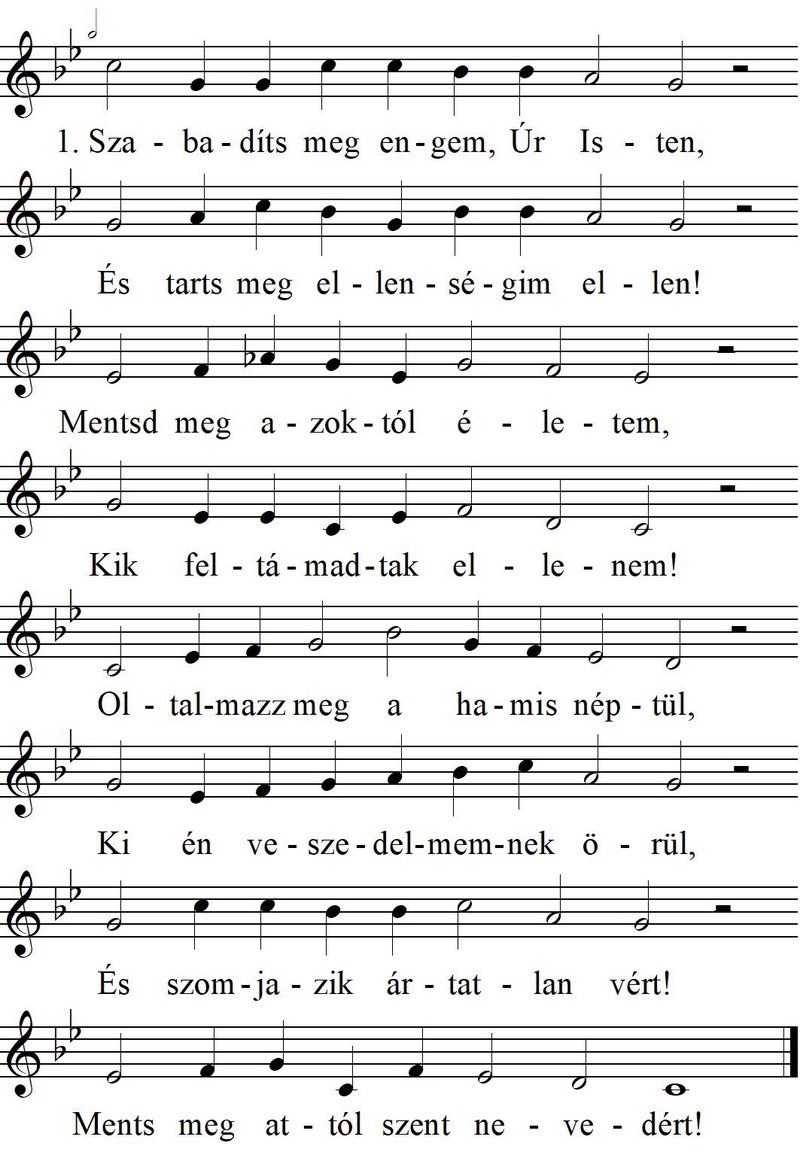 1. Sza - ba - díts meg en - gem, Úr Is - ten,
És tarts meg el - len - sé - gim el - len!
Mentsd meg a - zok - tól é - le - tem,
Kik fel - tá - mad - tak el - le - nem!
Ol - tal - mazz meg a ha - mis nép - tül,
Ki én ve - sze - del - mem - nek ö - rül,
És szom - ja - zik ár - tat - lan vért!
Ments meg at - tól szent ne - ve - dért!